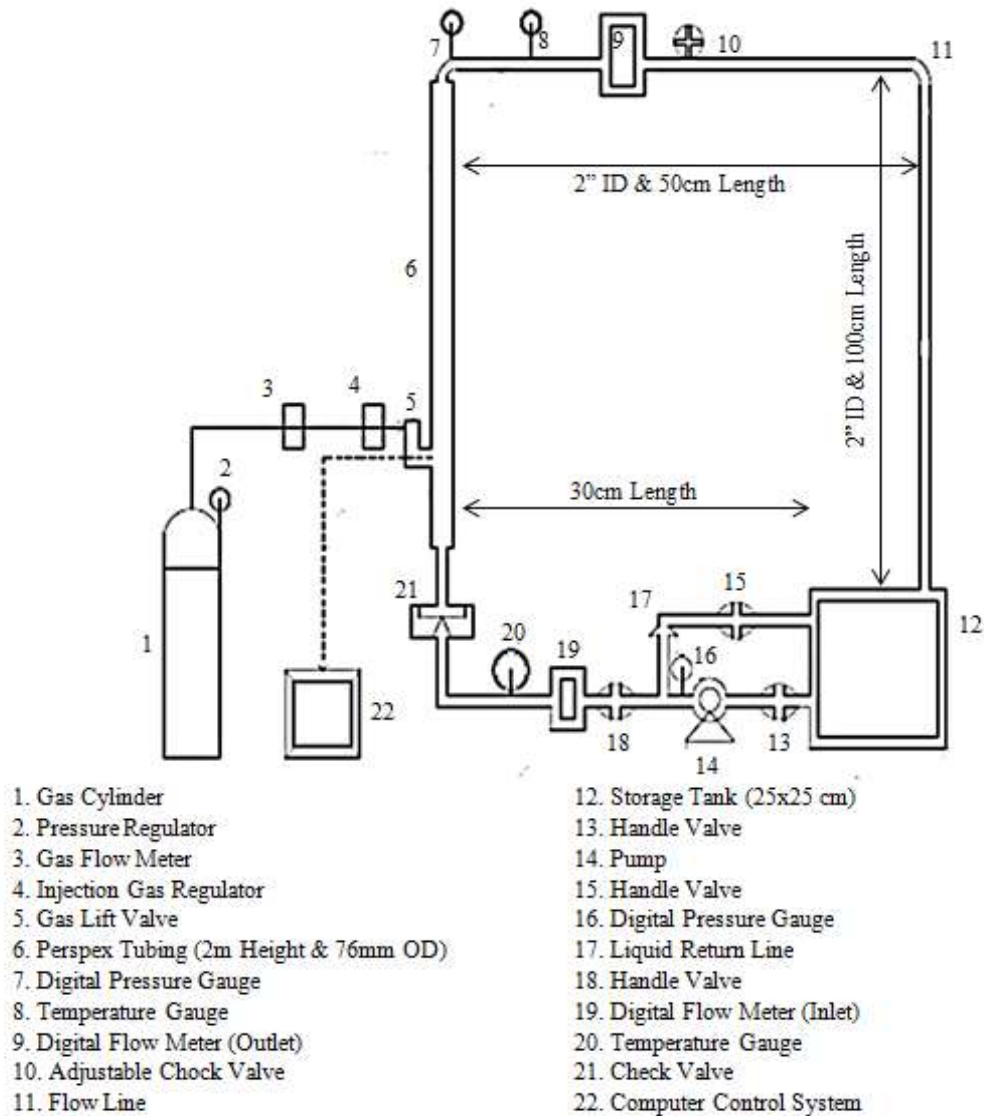 7
8
9
10
11
2” ID & 50cm Length
6
2” ID & 100cm Length
3
4
5
2
30cm Length
21
17
15
1
20
19
16
12
22
18
14
13
1. Gas Cylinder
2. Pressure Regulator
3. Gas Flow Meter
4. Injection Gas Regulator
5. Gas Lift Valve
6. Perspex Tubing (2m Height & 76mm OD)
7. Digital Pressure Gauge
8. Temperature Gauge
9. Digital Flow Meter (Outlet)
10. Adjustable Chock Valve
11. Flow Line
12. Storage Tank (25x25 cm)
13. Handle Valve
14. Pump
15. Handle Valve
16. Digital Pressure Gauge
17. Liquid Return Line
18. Handle Valve
19. Digital Flow Meter (Inlet)
20. Temperature Gauge
21. Check Valve
22. Computer Control System